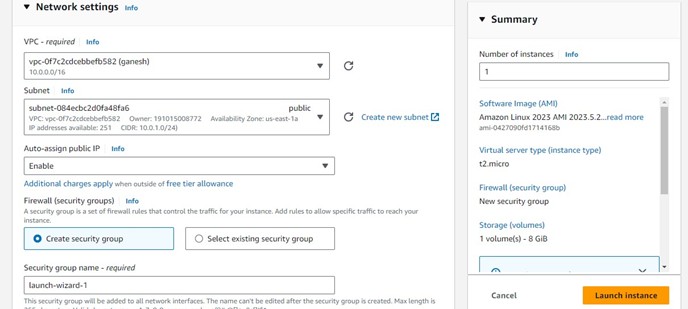 Network settings Info
VPC - required Info
vpc-0f7c2cdcebbefb582 (ganesh)
10.0.0.0/16
Subnet Info
subnet-084ecbc2d0fa48fa6 public
VPC: vpc-0f7c2cdcebbefb582 Owner: 191015008772 Availability Zone: us-east-1a
IP addresses available: 251 CIDR: 10.0.1.0/24)
Create new subnet
Auto-assign public IP Info
Enable
Additional charges apply when outside of free tier allowance
Firewall (security groups) Info
A security group is a set of firewall rules that control the traffic for your instance. Add rules to allow specific traffic to reach your
instance.
Create security group
Select existing security group
Security group name - required
launch-wizard-1
This security group will be added to all network interfaces. The name can't be edited after the security group is created. Max length is
Summary
Number of instances Info
1
Software Image (AMI)
Amazon Linux 2023 AMI 2023.5.2...read more
ami-0427090fd1714168b
Virtual server type (instance type)
t2.micro
Firewall (security group)
New security group
Storage (volumes)
1 volume(s) - 8 GiB
Cancel
Launch instance